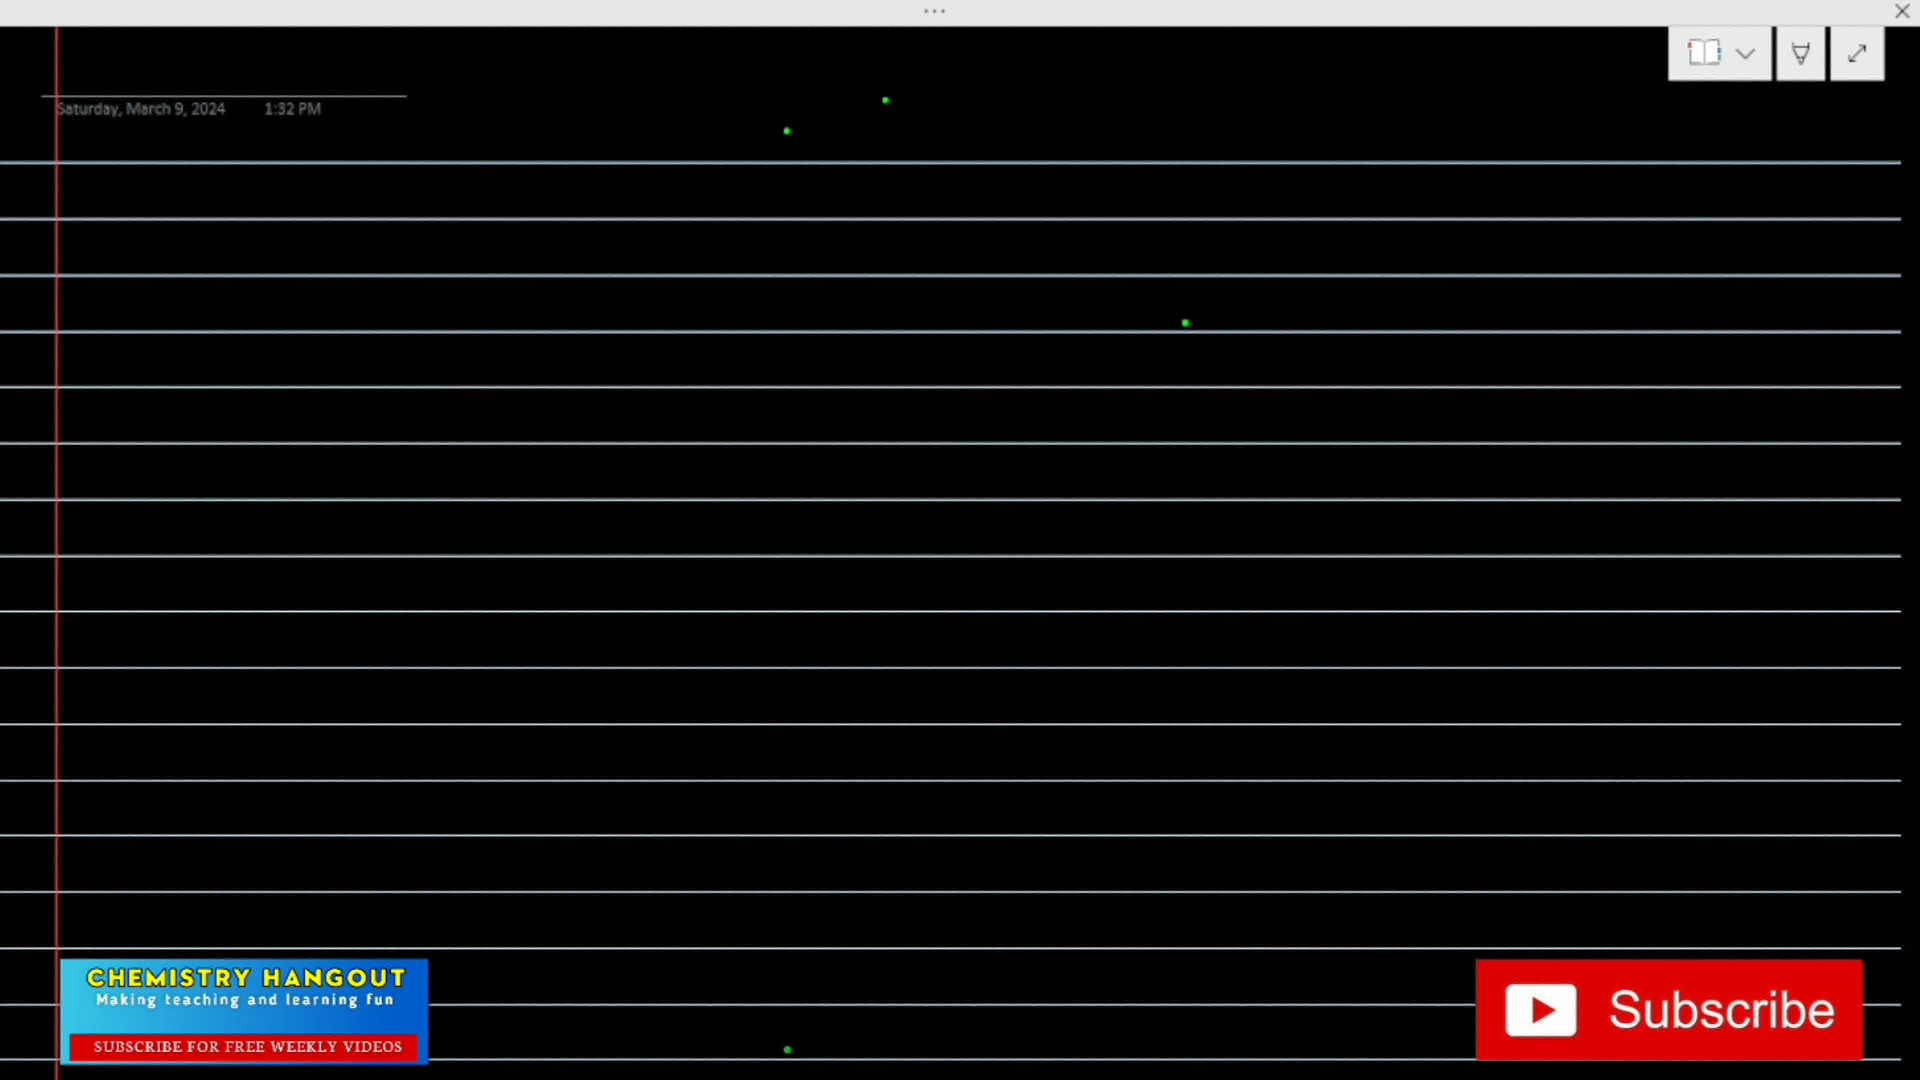 Saturday, March 9, 2024 1:32 PM
CHEMISTRY HANGOUT
Making teaching and learning fun
SUBSCRIBE FOR FREE WEEKLY VIDEOS
Subscribe